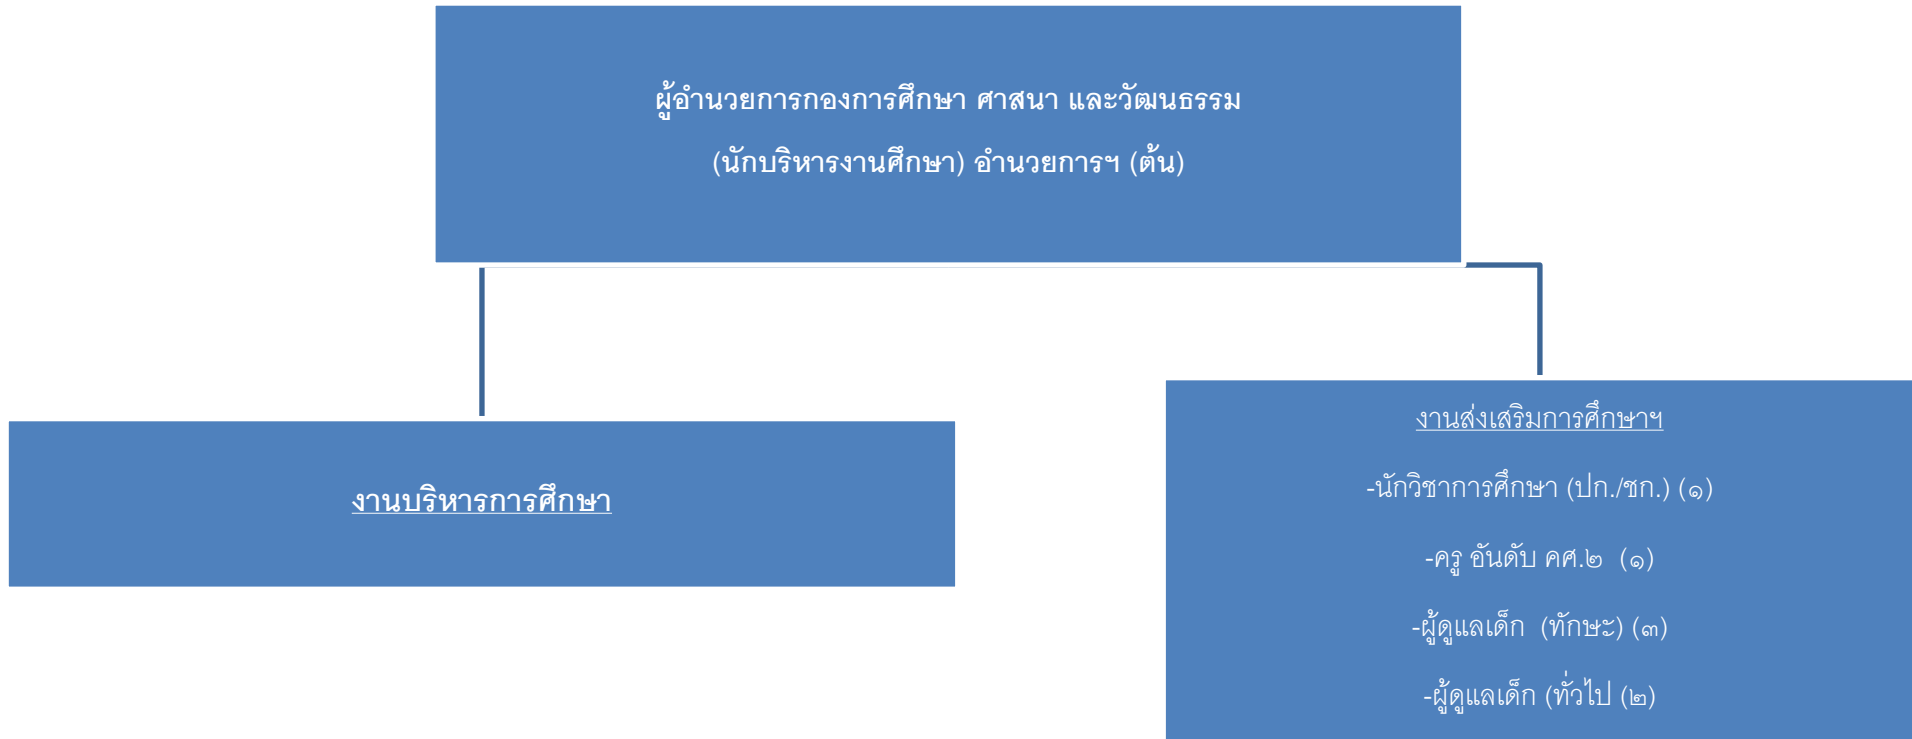 ผู้อำนวยการกองการศึกษา ศาสนา และวัฒนธรรม
(นักบริหารงานศึกษา) อำนวยการฯ (ต้น)
งานบริหารการศึกษา
งานส่งเสริมการศึกษาฯ
-นักวิชาการศึกษา (ปก./ชก.) (๑)
-ครู อันดับ คศ.๒ (๑)
-ผู้ดูแลเด็ก (ทักษะ) (๓)
-ผู้ดูแลเด็ก (ทั่วไป (๒)